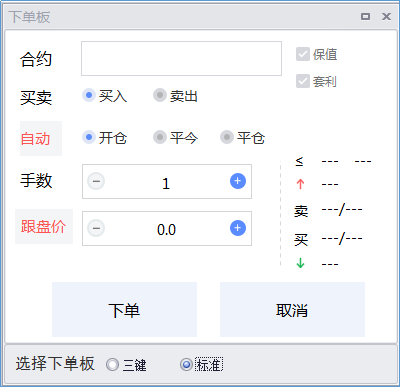 下单板
合约
保值
套利
买卖 买入 卖出
自动 开仓 平今 平仓
手数 1
≤ --- ---
↑ ---
卖 ---/---
跟盘价 0.0
买 ---/---
↓ ---
下单 取消
选择下单板 三键 标准